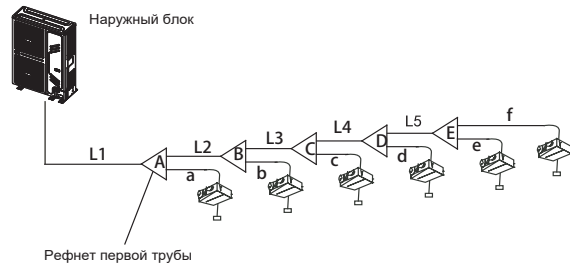 Наружный блок
L1
A
L2
a
B
L3
b
C
L4
c
D
L5
d
E
f
e
Рефнет первой трубы